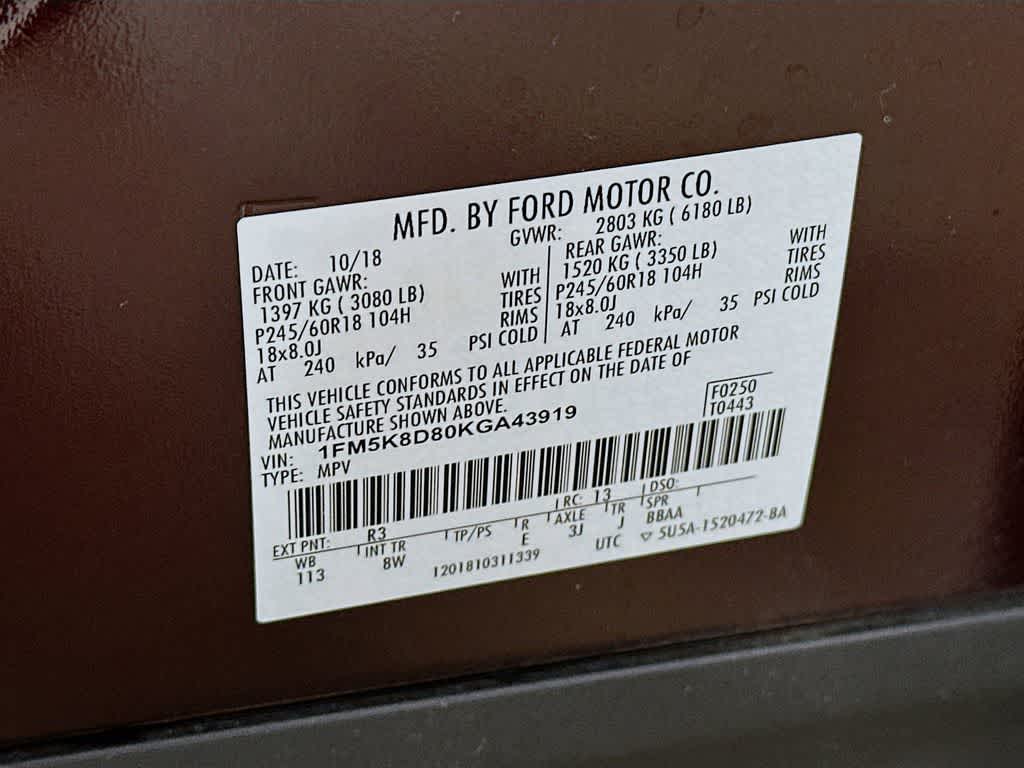 MFD. BY FORD MOTOR CO.
DATE: 10/18 GVWR: 2803 KG ( 6180 LB)
FRONT GAWR: REAR GAWR:
1397 KG ( 3080 LB) WITH 1520 KG ( 3350 LB) WITH
P245/60R18 104H TIRES P245/60R18 104H TIRES
18x8.0J RIMS 18x8.0J RIMS
AT 240 kPa/ 35 PSI COLD AT 240 kPa/ 35 PSI COLD
THIS VEHICLE CONFORMS TO ALL APPLICABLE FEDERAL MOTOR
VEHICLE SAFETY STANDARDS IN EFFECT ON THE DATE OF
MANUFACTURE SHOWN ABOVE.
VIN: 1FM5K8D80KGA43919 F0250
TYPE: MPV T0443
EXT PNT: R3 RC: 13 DSO:
WB INT TR TP/PS R AXLE TR SPR
113 8W E 3J J BBAA
1201810311339 UTC ▽ 5U5A-1520472-BA